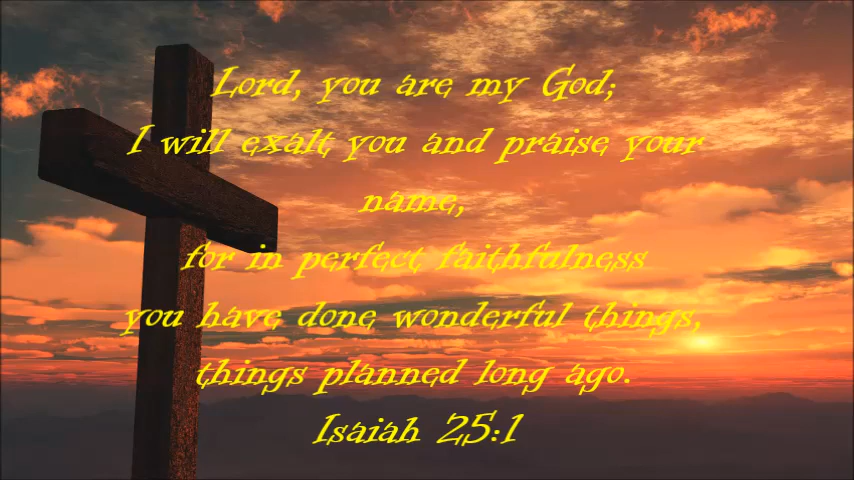 Lord, you are my God;
I will exalt you and praise your
name,
for in perfect faithfulness
you have done wonderful things,
things planned long ago.
Isaiah 25:1